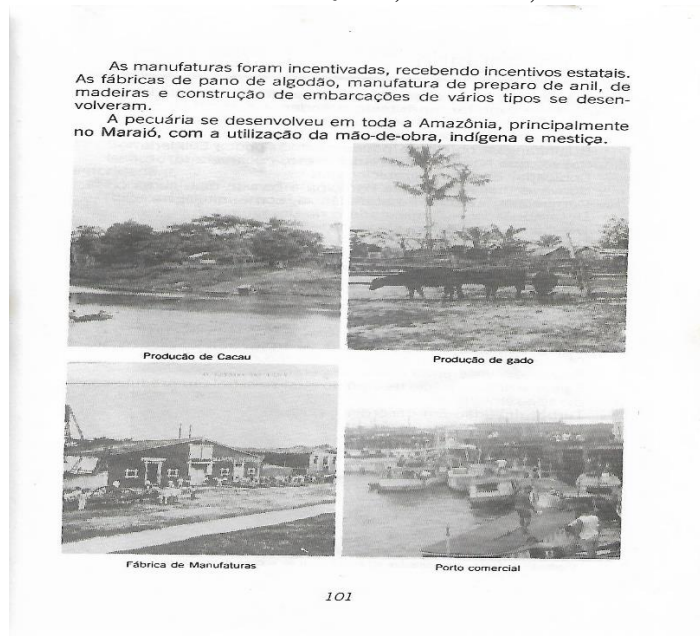 As manufaturas foram incentivadas, recebendo incentivos estatais.
As fábricas de pano de algodão, manufatura de preparo de anil, de
madeiras e construção de embarcações de vários tipos se desen-
volveram.
A pecuária se desenvolveu em toda a Amazônia, principalmente
no Marajó, com a utilização da mão-de-obra, indígena e mestiça.
Produção de Cacau
Produção de gado
Fábrica de Manufaturas
Porto comercial
101